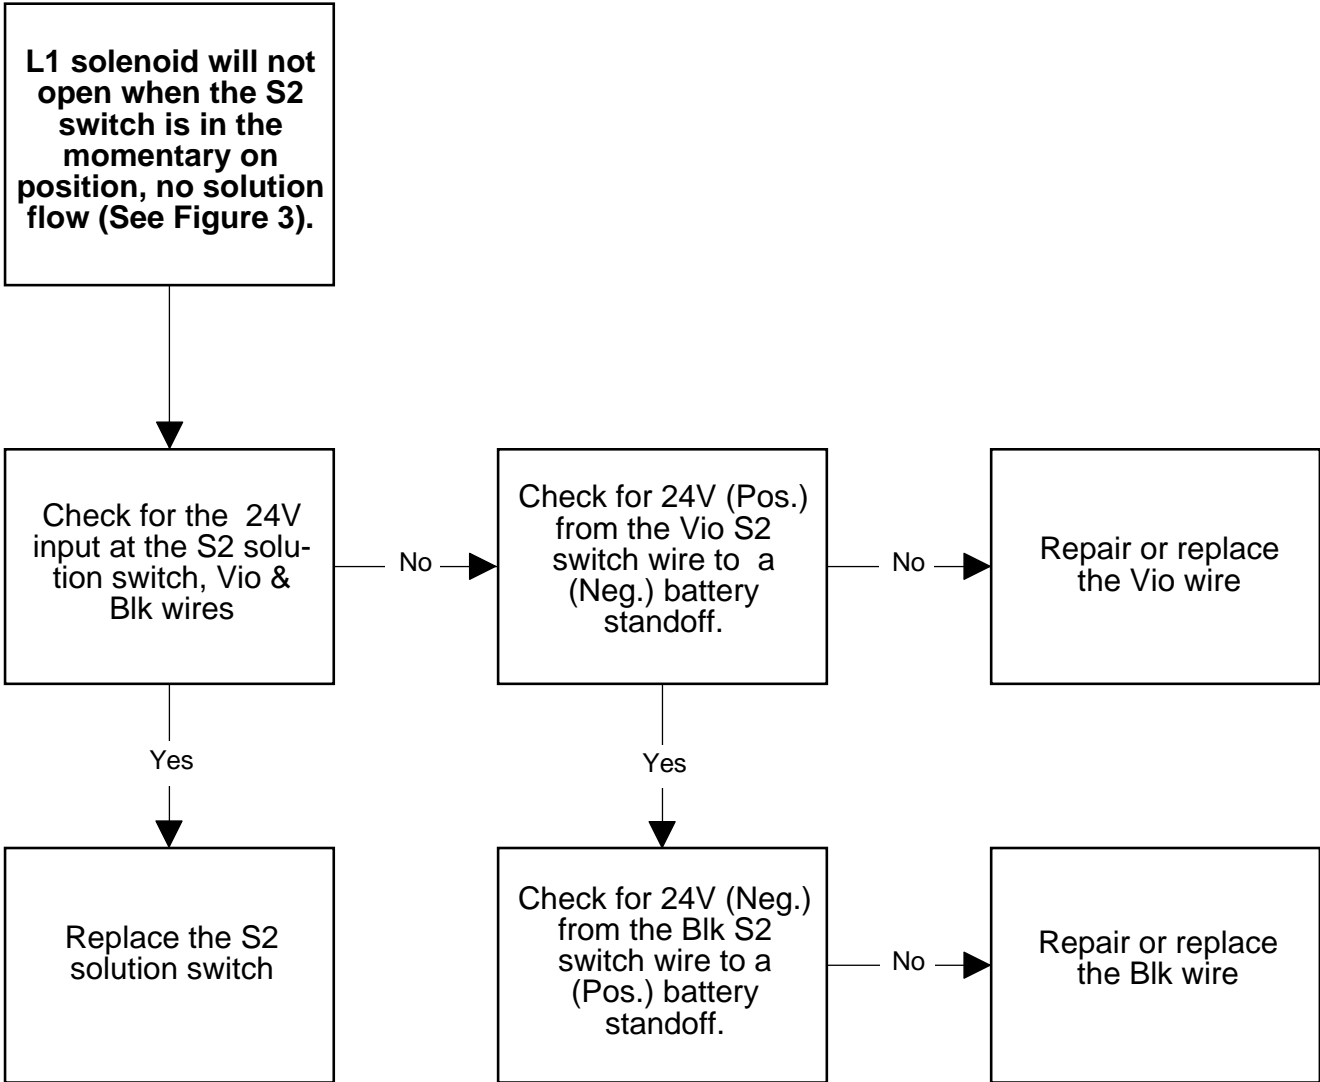 L1 solenoid will not
open when the S2
switch is in the
momentary on
position, no solution
flow (See Figure 3).
Check for the  24V
input at the S2 solu-
tion switch, Vio &
Blk wires
No
Check for 24V (Pos.)
from the Vio S2
switch wire to  a
(Neg.) battery
standoff.
No
Repair or replace
the Vio wire
Yes
Yes
Replace the S2
solution switch
Check for 24V (Neg.)
from the Blk S2
switch wire to a
(Pos.) battery
standoff.
No
Repair or replace
the Blk wire